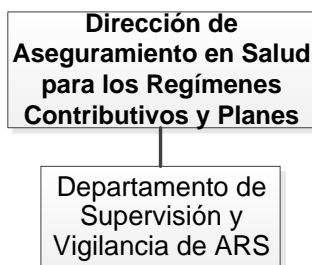 Dirección de
Aseguramiento en Salud
para los Regímenes
Contributivos y Planes
Departamento de
Supervisión y
Vigilancia de ARS